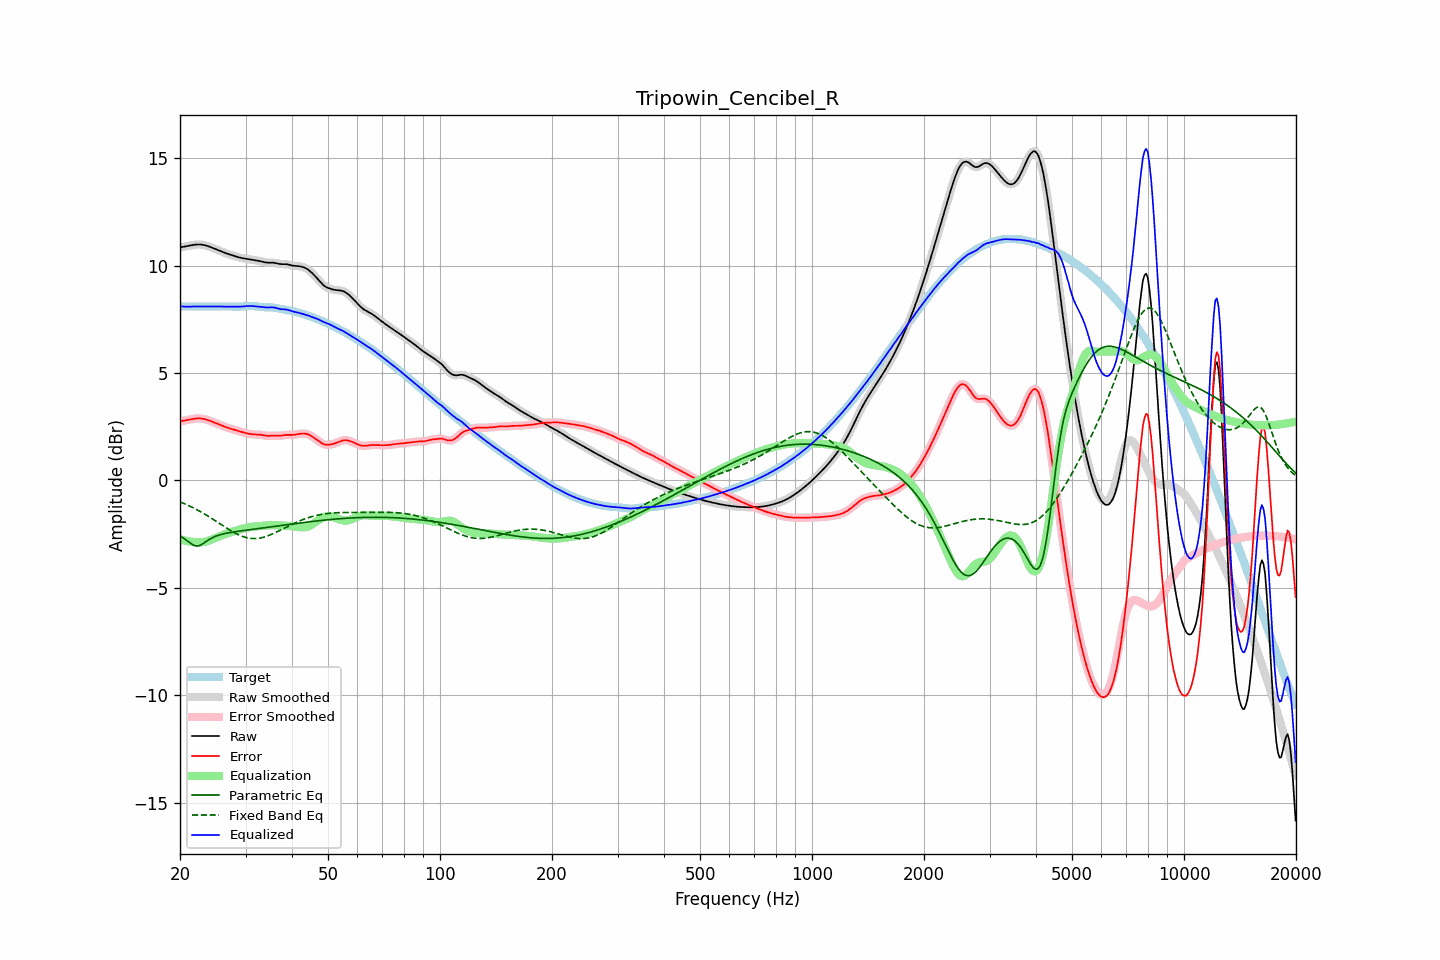 Tripowin_Cencibel_R
Amplitude (dBr)
15
10
5
0
−5
−10
−15
Target
Raw Smoothed
Error Smoothed
Raw
Error
Equalization
Parametric Eq
Fixed Band Eq
Equalized
20 50 100 200 500 1000 2000 5000 10000 20000
Frequency (Hz)